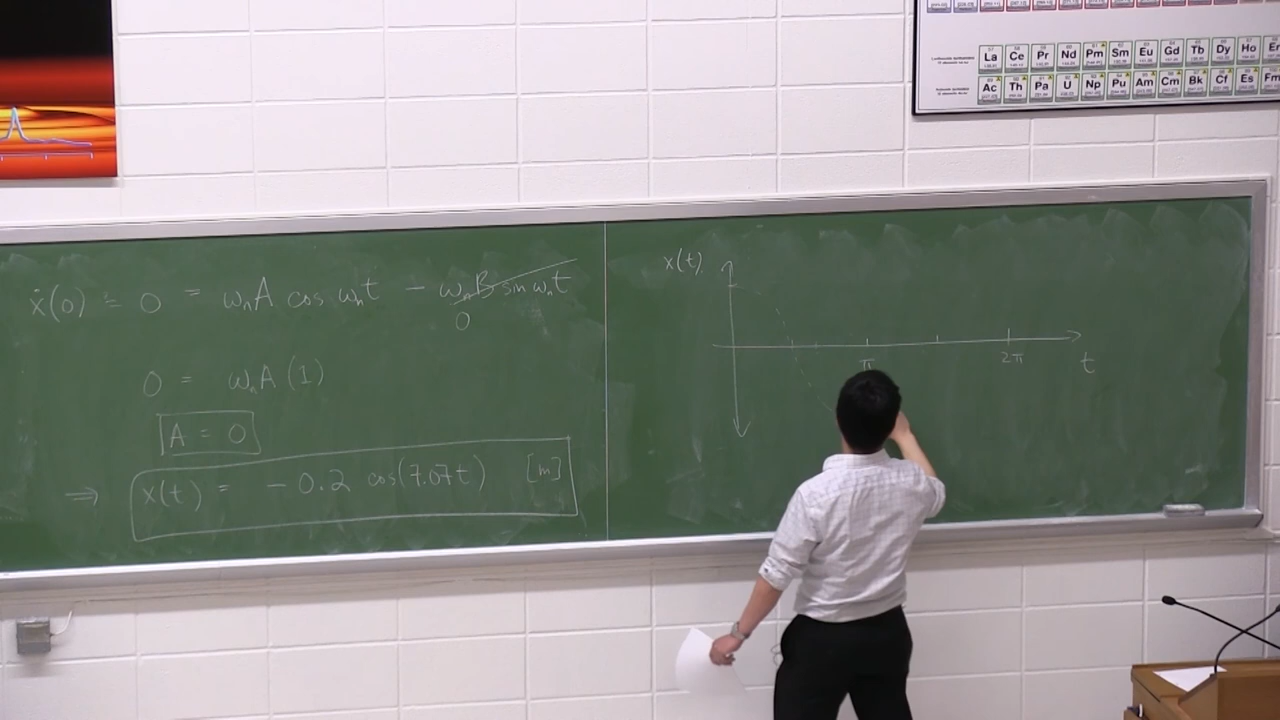 ẋ(0) = 0 = ωₙA cos ωₙt - ωₙB sin ωₙt
0
0 = ωₙA (1)
A = 0
⇒ x(t) = - 0.2 cos(7.07t) [m]
x(t)
π
2π
t
La Ce Pr Nd Pm Sm Eu Gd Tb Dy Ho Er
Ac Th Pa U Np Pu Am Cm Bk Cf Es Fm